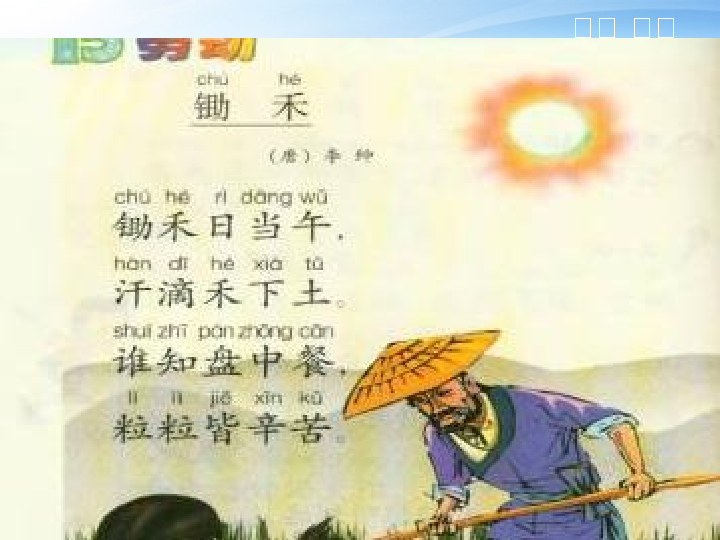 劳动
chú hé
锄 禾
（唐）李 绅
chú hé rì dāng wǔ
锄禾日当午，
hàn dī hé xià tǔ
汗滴禾下土。
shuí zhī pán zhōng cān
谁知盘中餐，
lì lì jiē xīn kǔ
粒粒皆辛苦。